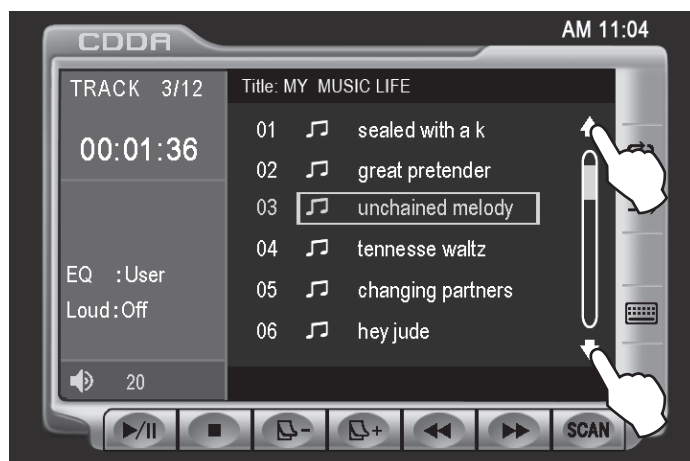 AM 11:04
CDDA
TRACK 3/12
00:01:36
EQ :User
Loud:Off
20
Title: MY MUSIC LIFE
01 sealed with a k
02 great pretender
03 unchained melody
04 tennesse waltz
05 changing partners
06 hey jude
SCAN